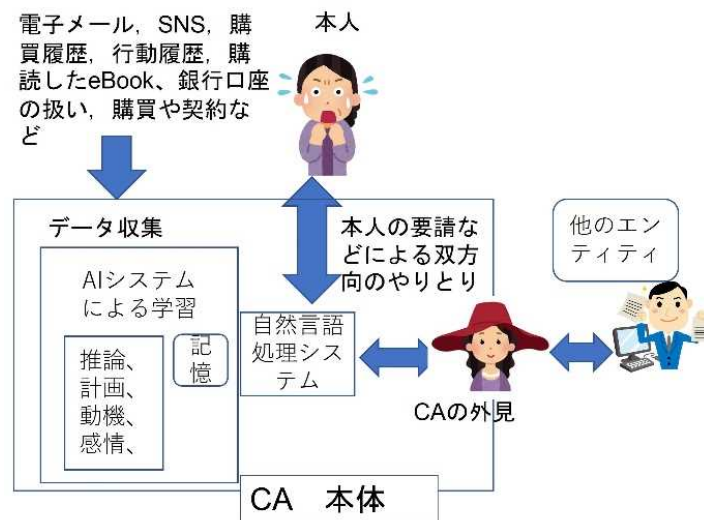 電子メール，SNS，購
買履歴，行動履歴，購
読したeBook、銀行口座
の扱い，購買や契約な
ど
本人
データ収集
本人の要請な
どによる双方
向のやりとり
他のエン
ティティ
AIシステム
による学習
記
憶
自然言語
処理シス
テム
推論、
計画、
動機、
感情、
CAの外見
CA　本体